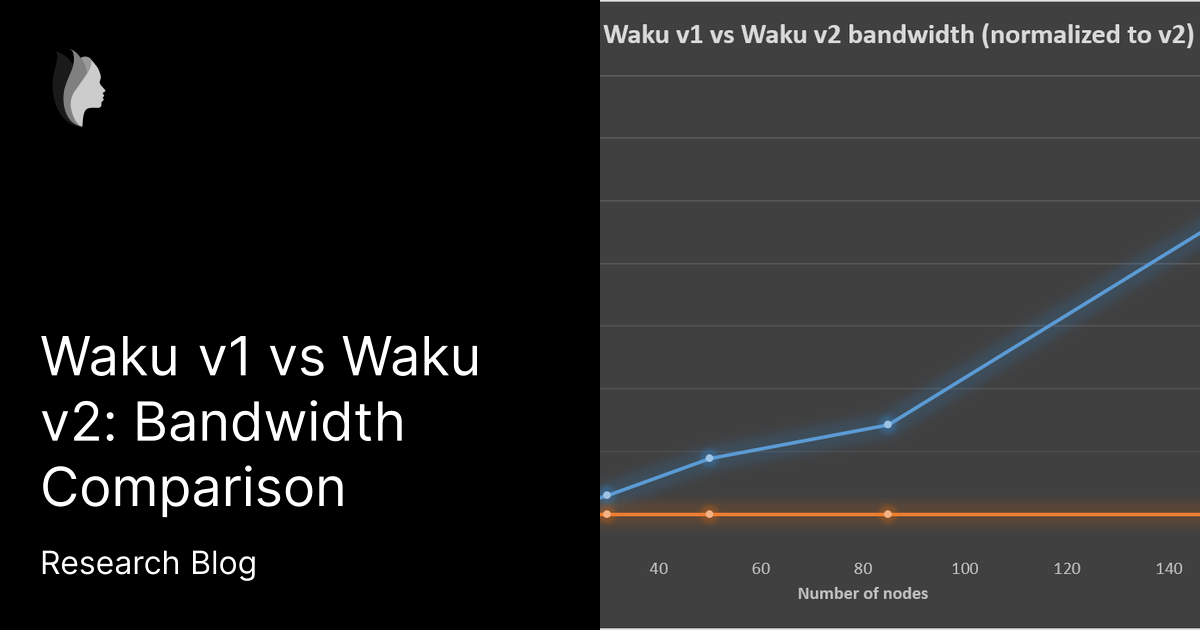 Waku v1 vs Waku
v2: Bandwidth
Comparison
Research Blog
Waku v1 vs Waku v2 bandwidth (normalized to v2)
40 60 80 100 120 140
Number of nodes